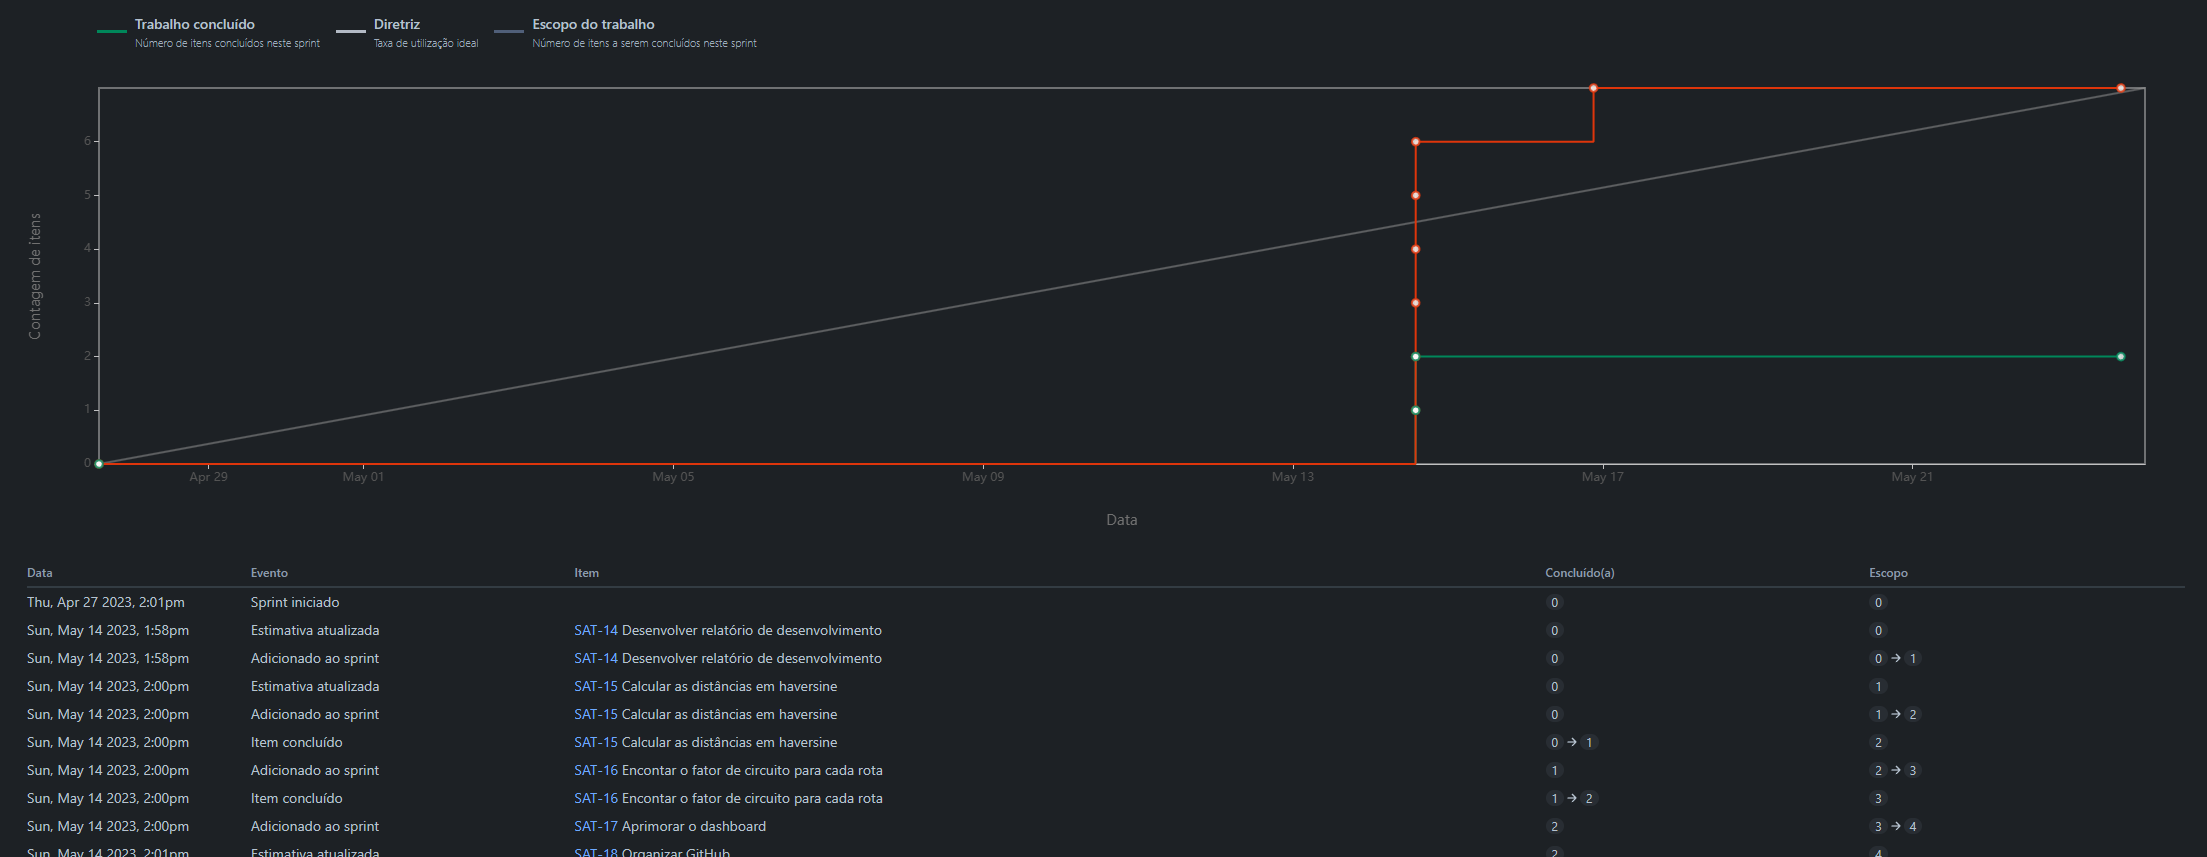 Trabalho concluído
Número de itens concluídos neste sprint
Diretriz
Taxa de utilização ideal
Escopo do trabalho
Número de itens a serem concluídos neste sprint
Contagem de itens
6
5
4
3
2
1
0
Apr 29 May 01 May 05 May 09 May 13 May 17 May 21
Data
Data Evento Item Concluído(a) Escopo
Thu, Apr 27 2023, 2:01pm Sprint iniciado 0 0
Sun, May 14 2023, 1:58pm Estimativa atualizada SAT-14 Desenvolver relatório de desenvolvimento 0 0
Sun, May 14 2023, 1:58pm Adicionado ao sprint SAT-14 Desenvolver relatório de desenvolvimento 0 0 → 1
Sun, May 14 2023, 2:00pm Estimativa atualizada SAT-15 Calcular as distâncias em haversine 0 1
Sun, May 14 2023, 2:00pm Adicionado ao sprint SAT-15 Calcular as distâncias em haversine 0 1 → 2
Sun, May 14 2023, 2:00pm Item concluído SAT-15 Calcular as distâncias em haversine 0 → 1 2
Sun, May 14 2023, 2:00pm Adicionado ao sprint SAT-16 Encontar o fator de circuito para cada rota 1 2 → 3
Sun, May 14 2023, 2:00pm Item concluído SAT-16 Encontar o fator de circuito para cada rota 1 → 2 3
Sun, May 14 2023, 2:00pm Adicionado ao sprint SAT-17 Aprimorar o dashboard 2 3 → 4
Sun, May 14 2023, 2:01pm Estimativa atualizada SAT-18 Organizar GitHub 2 4